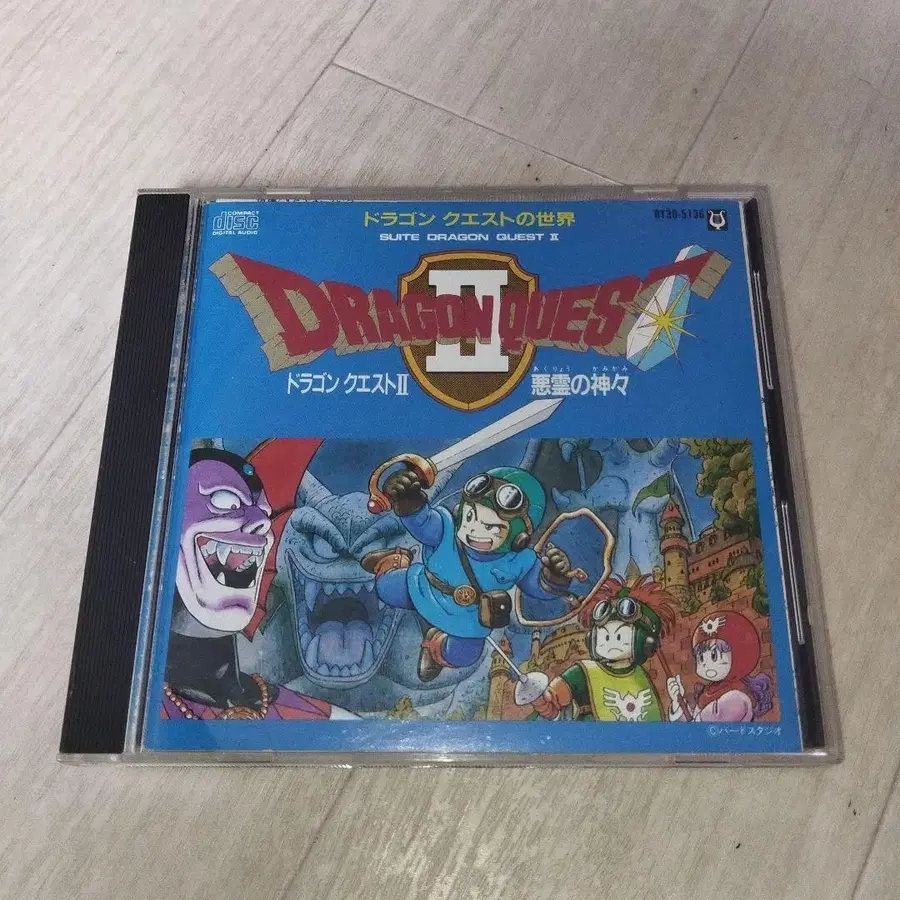 COMPACT
disc
DIGITAL AUDIO
ドラゴン クエストの世界
SUITE DRAGON QUEST II
BY30-5136
DRAGON QUEST
II
ドラゴン クエストII
あくりょう かみがみ
悪霊の神々
©バードスタジオ